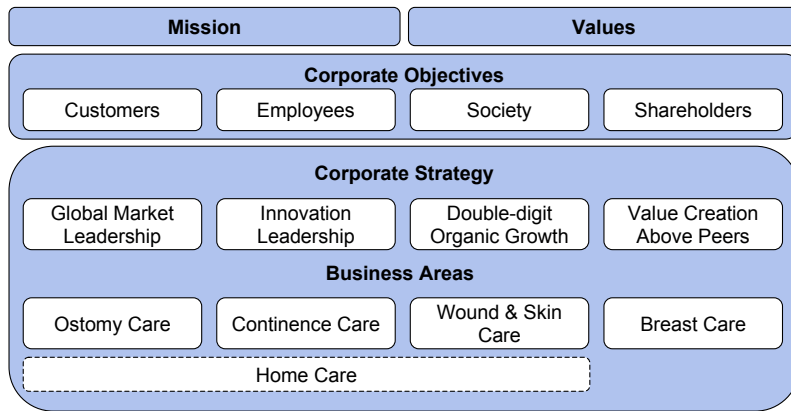 Mission
Values
Corporate Objectives
Customers
Employees
Society
Shareholders
Corporate Strategy
Global Market
Leadership
Innovation
Leadership
Double-digit
Organic Growth
Value Creation
Above Peers
Business Areas
Ostomy Care
Continence Care
Wound & Skin
Care
Breast Care
Home Care